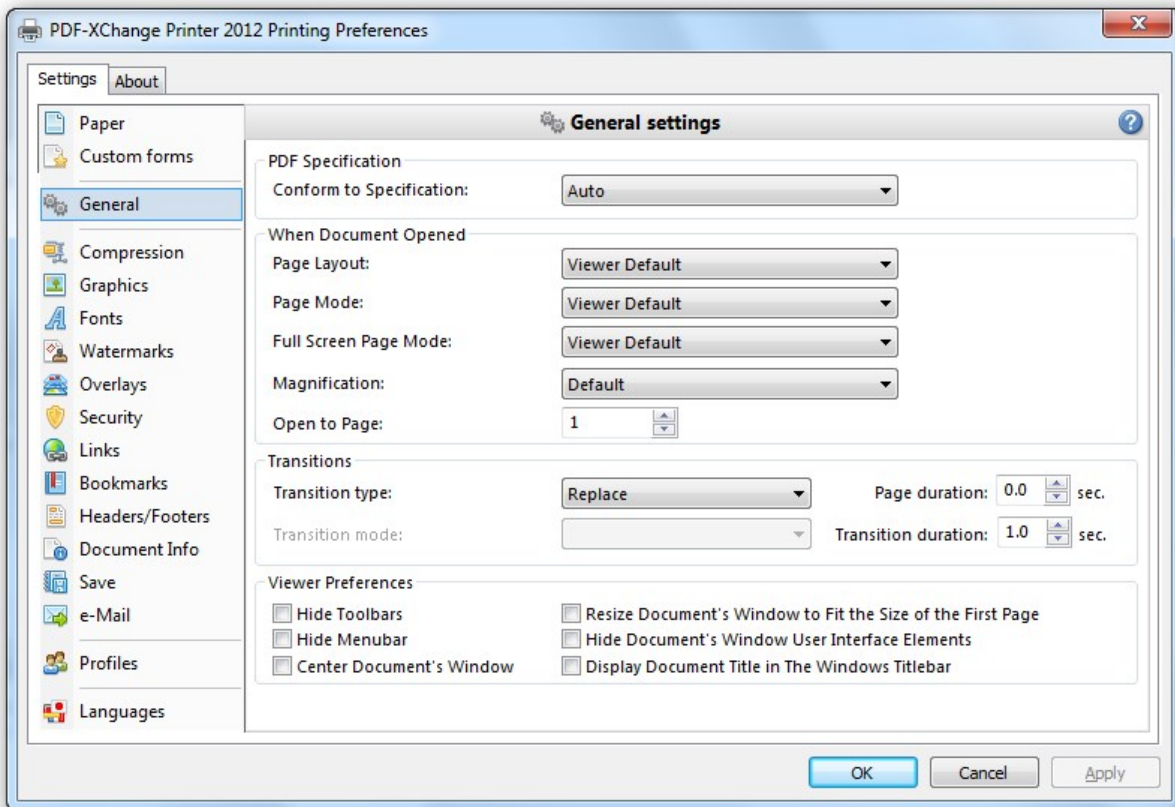 PDF-XChange Printer 2012 Printing Preferences
Settings About
Paper
Custom forms
General
Compression
Graphics
Fonts
Watermarks
Overlays
Security
Links
Bookmarks
Headers/Footers
Document Info
Save
e-Mail
Profiles
Languages
General settings
PDF Specification
Conform to Specification: Auto
When Document Opened
Page Layout: Viewer Default
Page Mode: Viewer Default
Full Screen Page Mode: Viewer Default
Magnification: Default
Open to Page: 1
Transitions
Transition type: Replace Page duration: 0.0 sec.
Transition mode: Transition duration: 1.0 sec.
Viewer Preferences
Hide Toolbars Resize Document's Window to Fit the Size of the First Page
Hide Menubar Hide Document's Window User Interface Elements
Center Document's Window Display Document Title in The Windows Titlebar
OK Cancel Apply